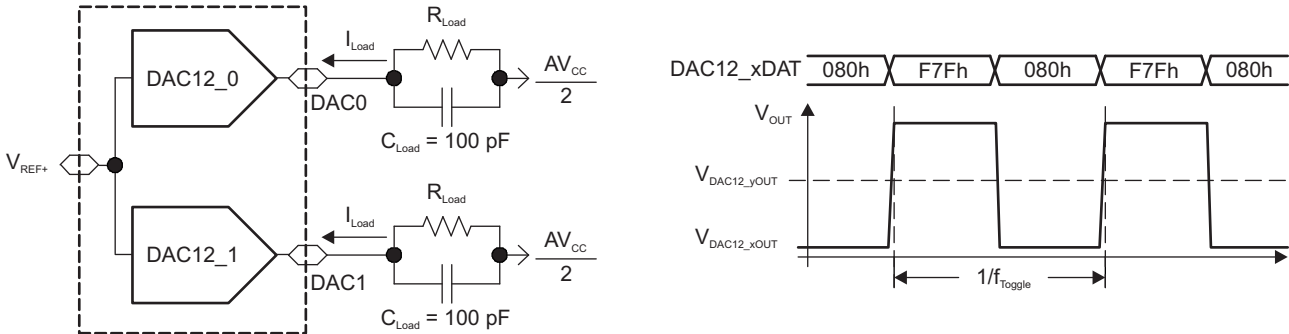 DAC12_0
DAC12_1
V_REF+
DAC0
DAC1
I_Load
R_Load
AV_CC
2
C_Load = 100 pF
I_Load
R_Load
AV_CC
2
C_Load = 100 pF
DAC12_xDAT 080h F7Fh 080h F7Fh 080h
V_OUT
V_DAC12_yOUT
V_DAC12_xOUT
1/f_Toggle